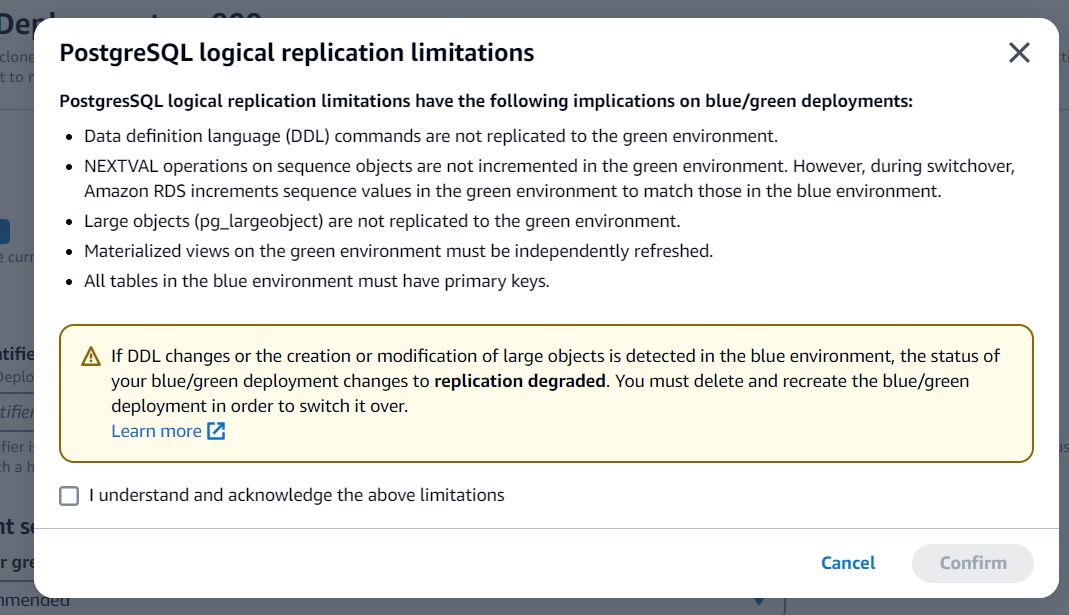 PostgreSQL logical replication limitations
PostgresSQL logical replication limitations have the following implications on blue/green deployments:
Data definition language (DDL) commands are not replicated to the green environment.
NEXTVAL operations on sequence objects are not incremented in the green environment. However, during switchover,
Amazon RDS increments sequence values in the green environment to match those in the blue environment.
Large objects (pg_largeobject) are not replicated to the green environment.
Materialized views on the green environment must be independently refreshed.
All tables in the blue environment must have primary keys.
If DDL changes or the creation or modification of large objects is detected in the blue environment, the status of
your blue/green deployment changes to replication degraded. You must delete and recreate the blue/green
deployment in order to switch it over.
Learn more
I understand and acknowledge the above limitations
Cancel Confirm